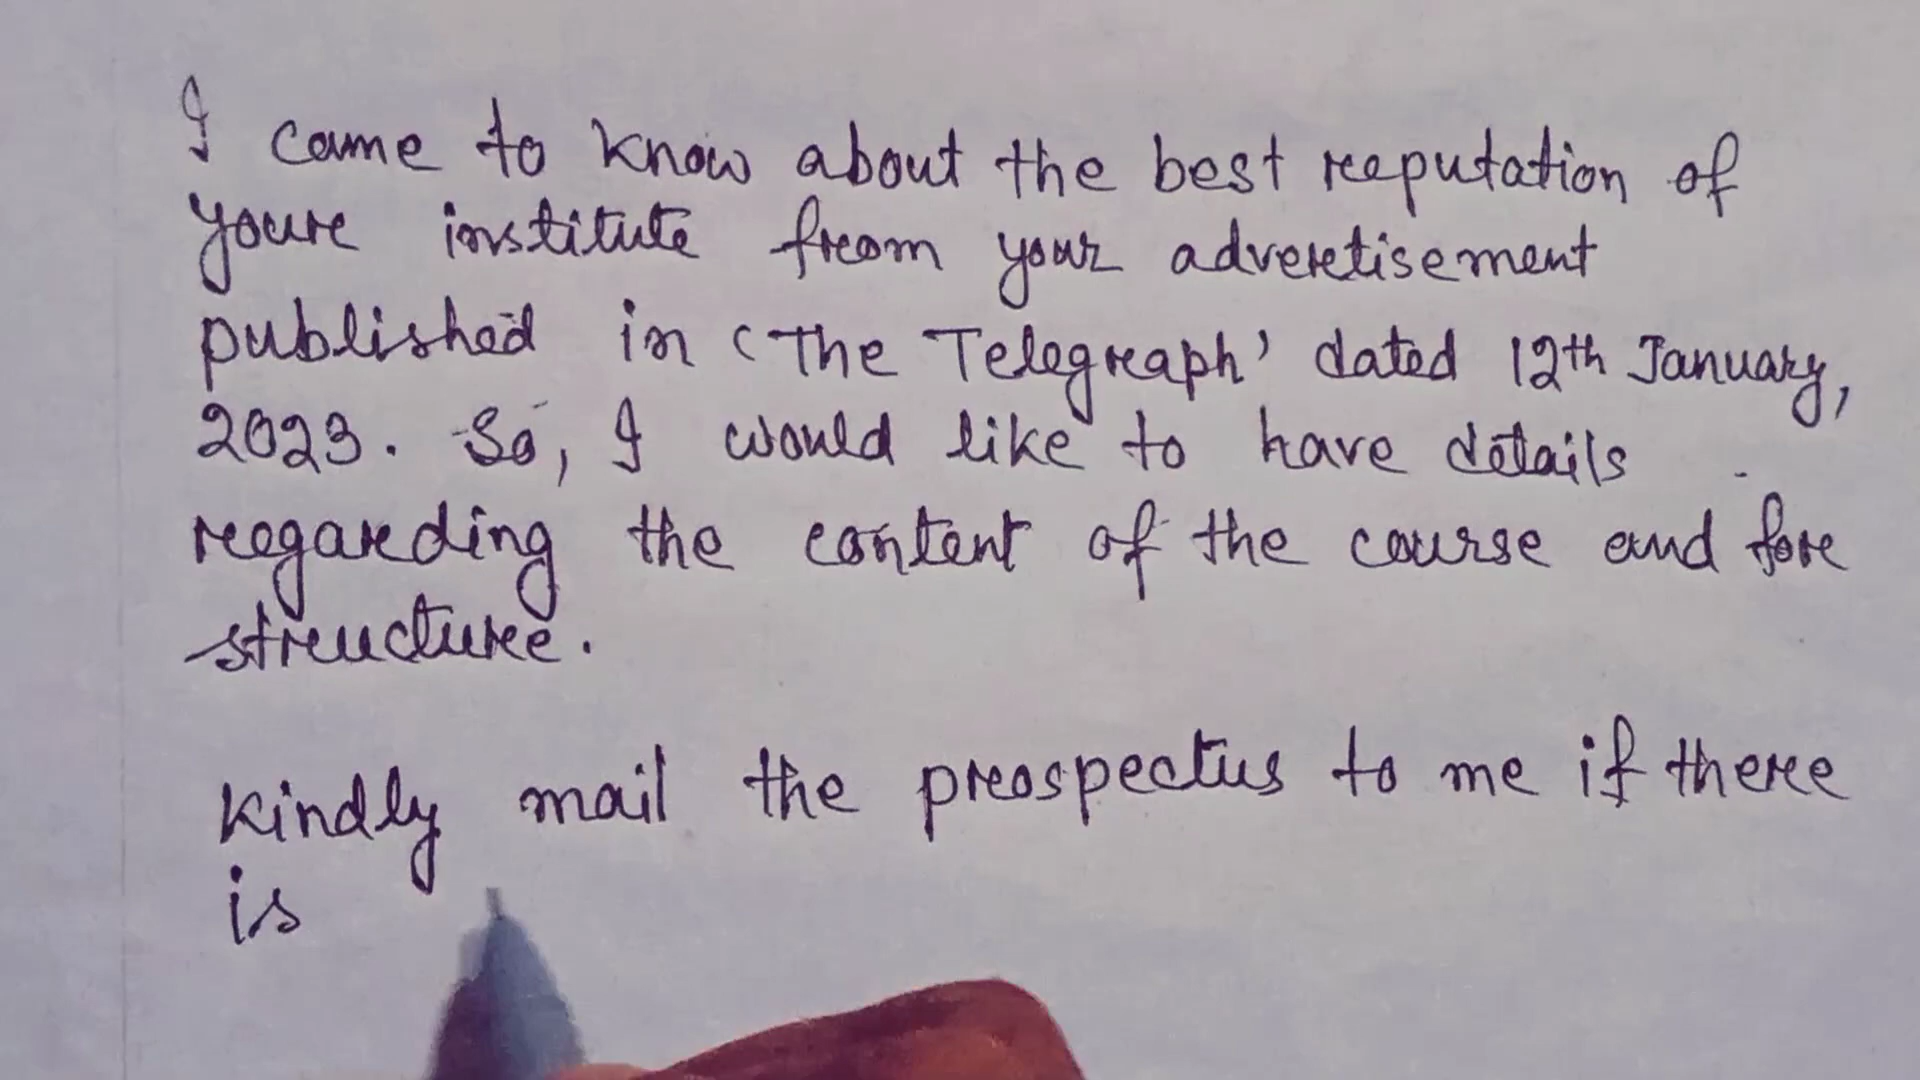 I came to know about the best reputation of
your institute from your advertisement
published in 'The Telegraph' dated 12th January,
2023. So, I would like to have details
regarding the content of the course and fore
structure.
Kindly mail the prospectus to me if there
is